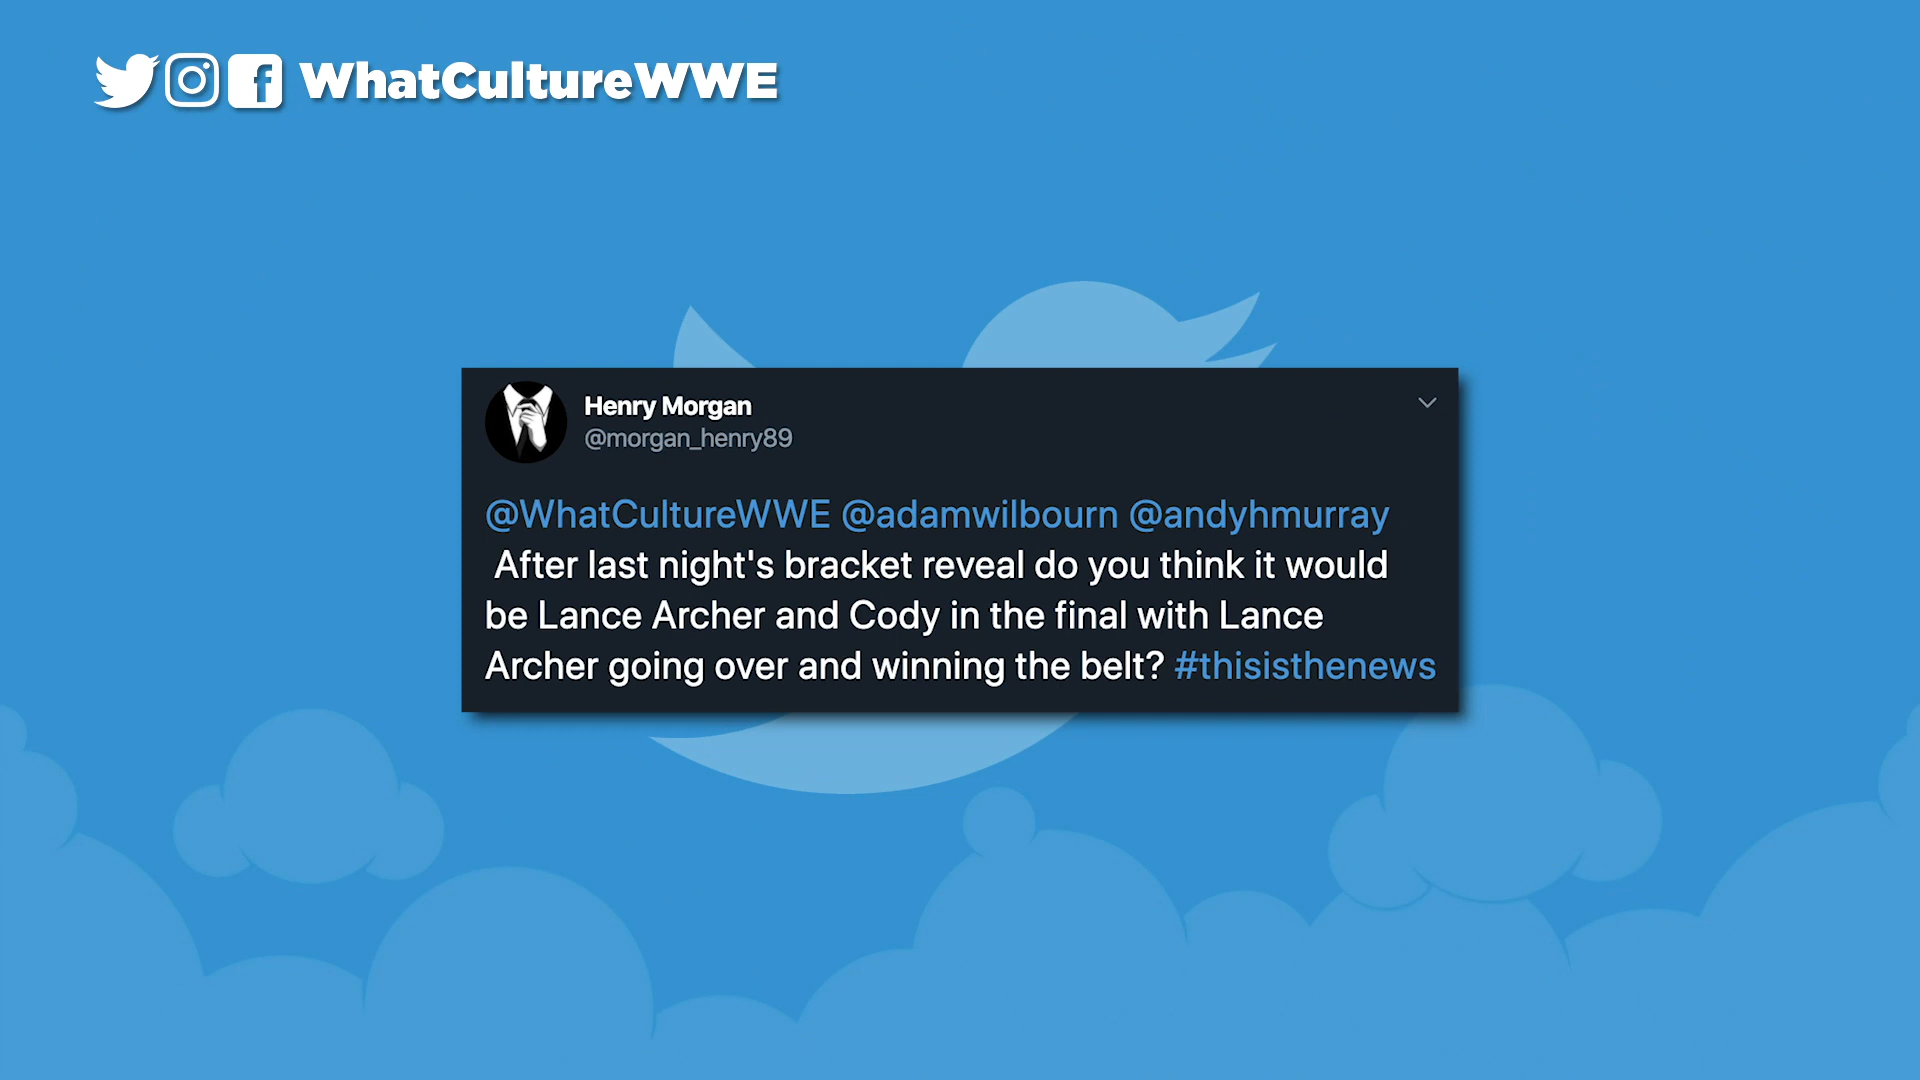 WhatCultureWWE
Henry Morgan
@morgan_henry89
@WhatCultureWWE @adamwilbourn @andyhmurray
After last night's bracket reveal do you think it would
be Lance Archer and Cody in the final with Lance
Archer going over and winning the belt? #thisisthenews